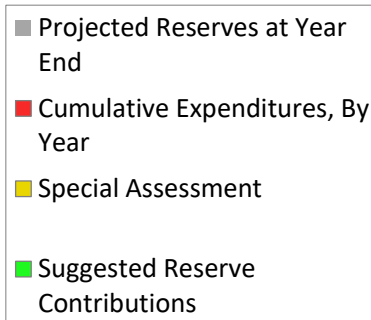 Projected Reserves at Year
End
Cumulative Expenditures, By
Year
Special Assessment
Suggested Reserve
Contributions